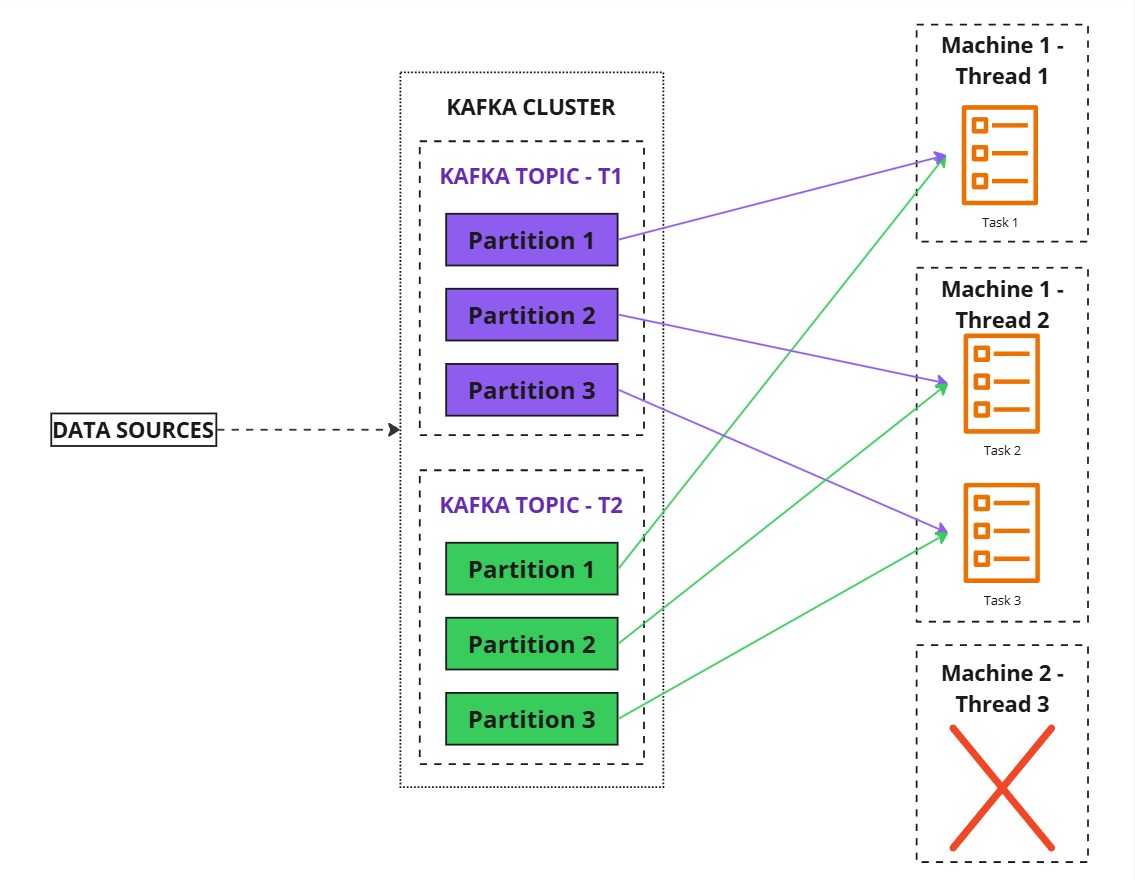 DATA SOURCES
KAFKA CLUSTER
KAFKA TOPIC - T1
Partition 1
Partition 2
Partition 3
KAFKA TOPIC - T2
Partition 1
Partition 2
Partition 3
Machine 1 -
Thread 1
Task 1
Machine 1 -
Thread 2
Task 2
Task 3
Machine 2 -
Thread 3